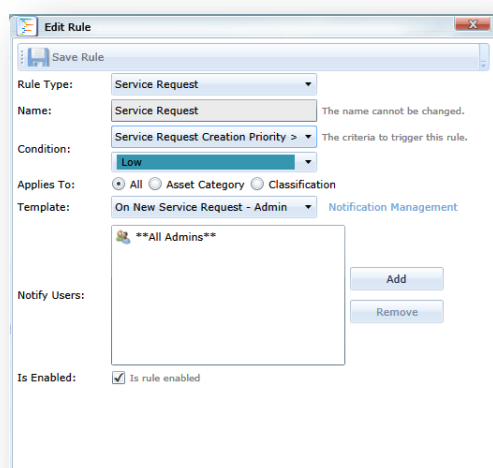 Edit Rule
Save Rule
Rule Type: Service Request
Name: Service Request The name cannot be changed.
Condition: Service Request Creation Priority > The criteria to trigger this rule.
Low
Applies To: All Asset Category Classification
Template: On New Service Request - Admin Notification Management
**All Admins**
Notify Users:
Add
Remove
Is Enabled: Is rule enabled